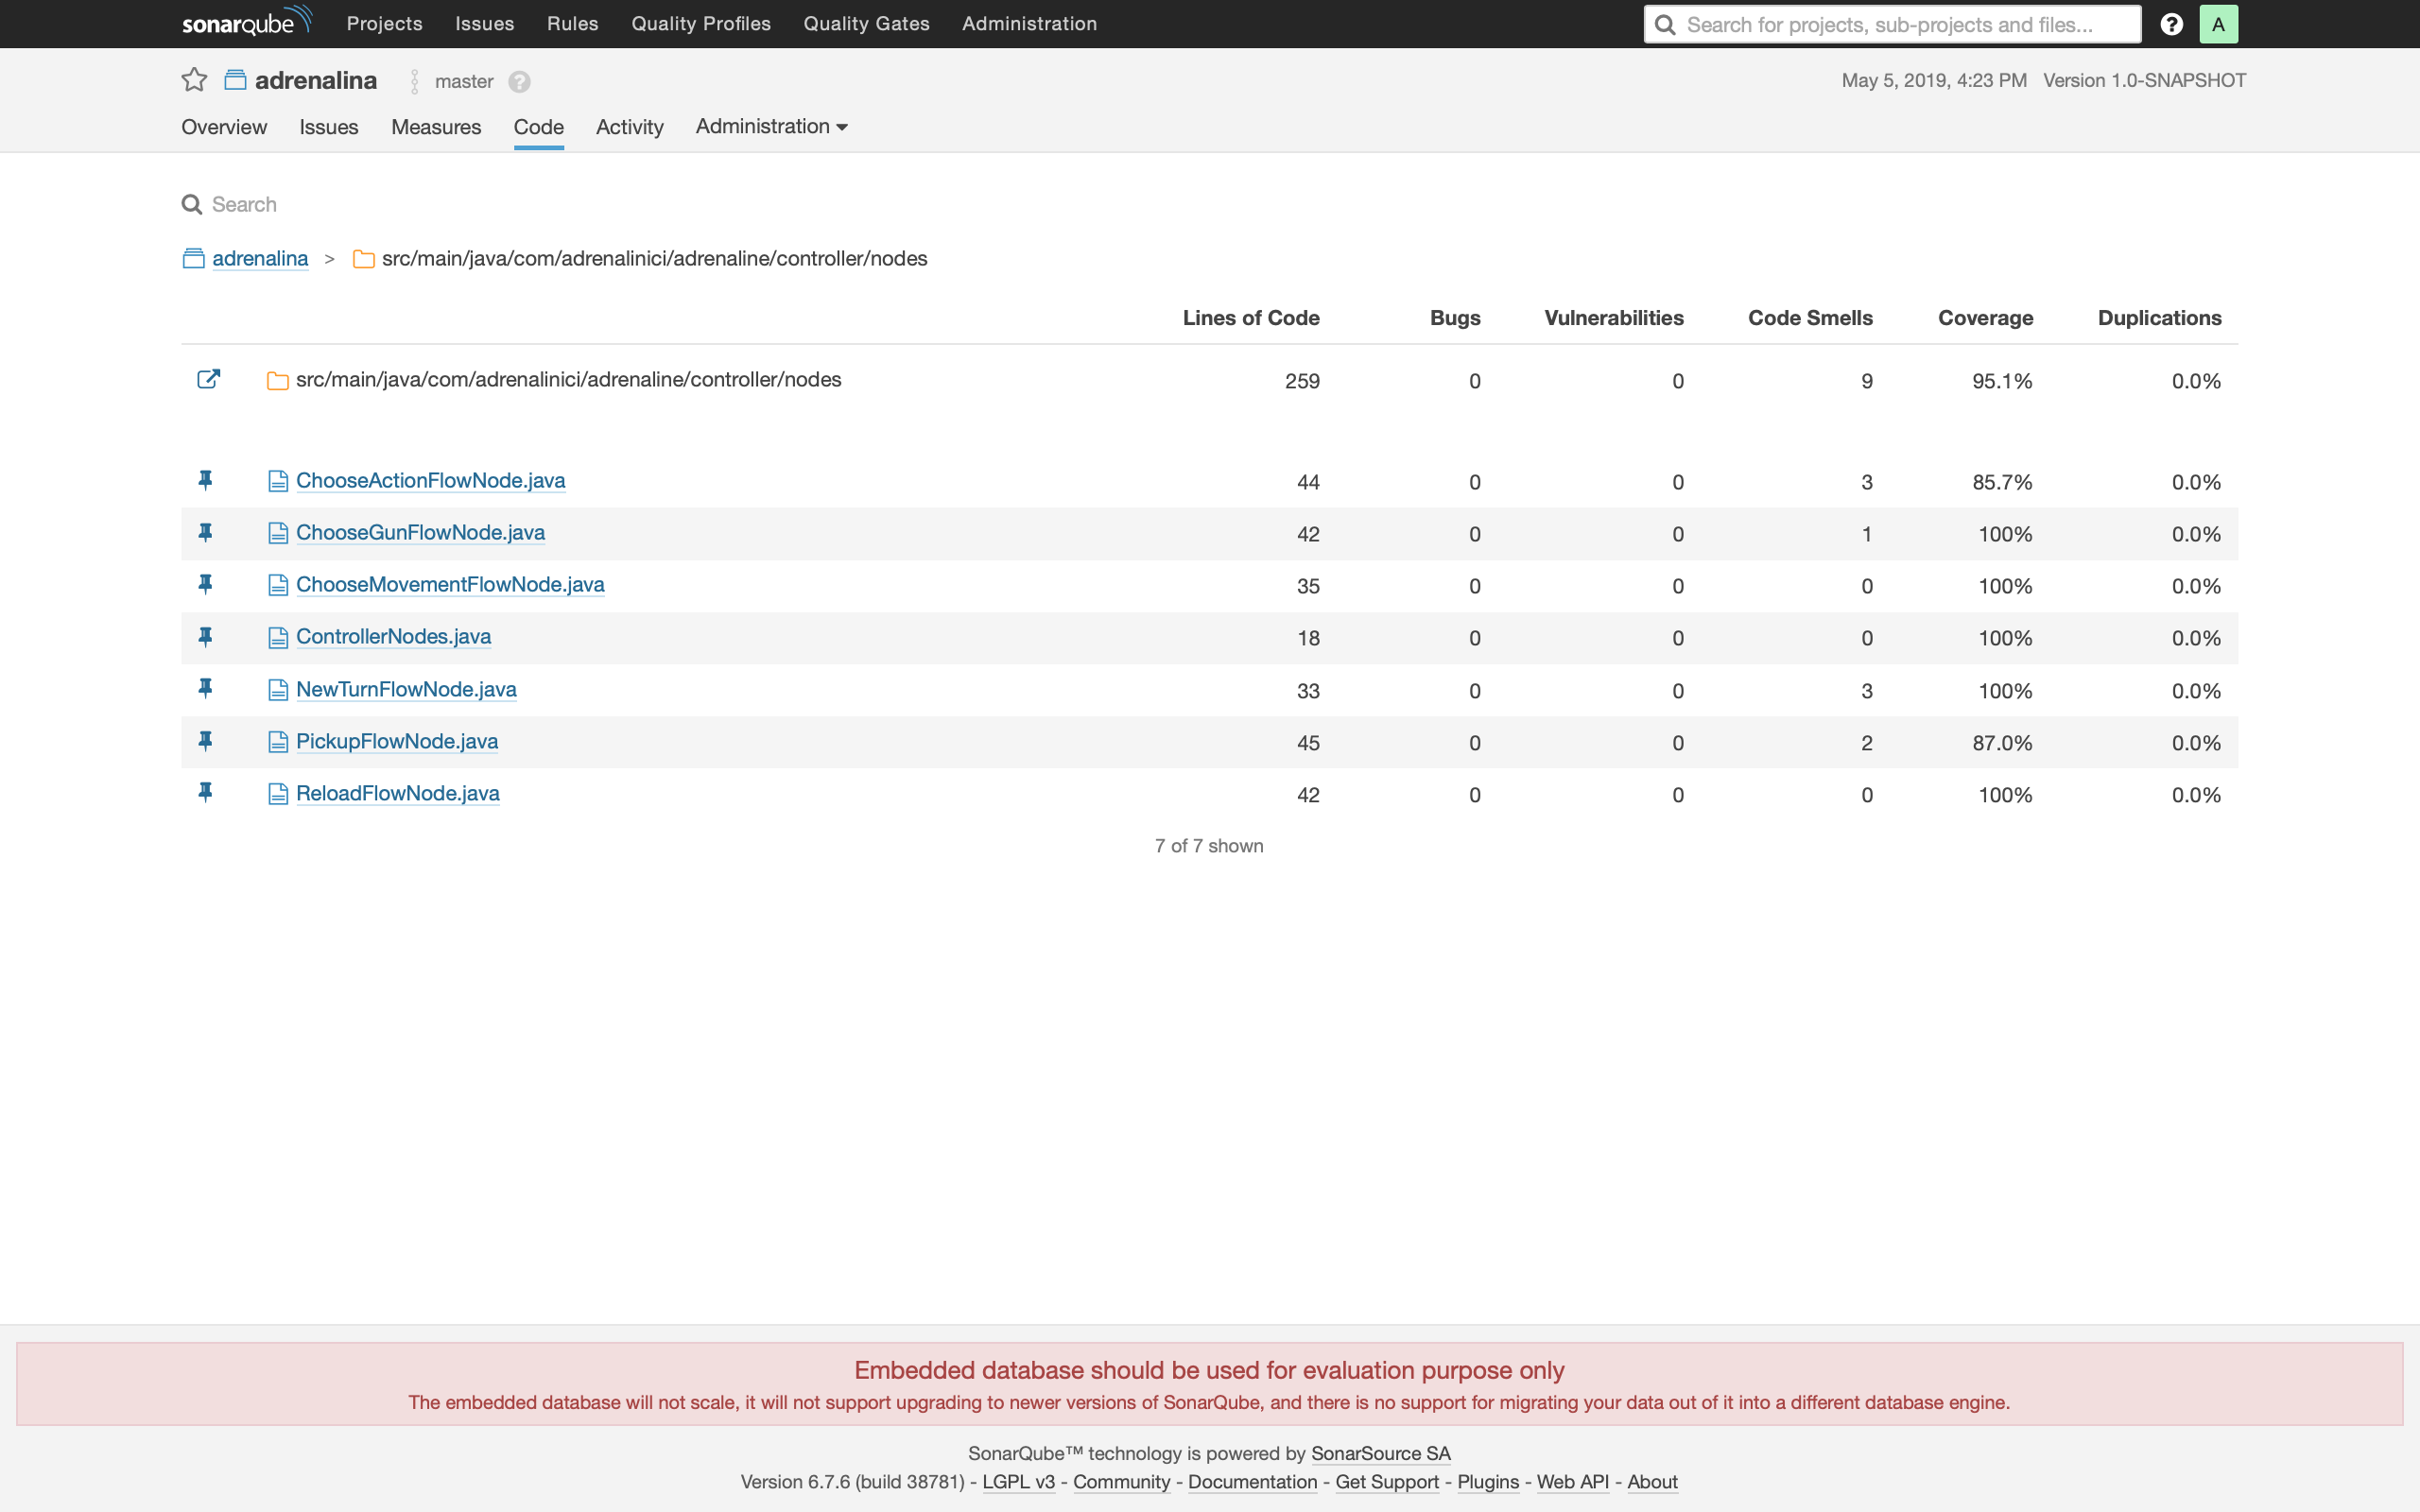 sonarqube Projects Issues Rules Quality Profiles Quality Gates Administration Search for projects, sub-projects and files... ? A
adrenalina master ? May 5, 2019, 4:23 PM Version 1.0-SNAPSHOT
Overview Issues Measures Code Activity Administration
Search
adrenalina > src/main/java/com/adrenalinici/adrenaline/controller/nodes
Lines of Code Bugs Vulnerabilities Code Smells Coverage Duplications
src/main/java/com/adrenalinici/adrenaline/controller/nodes 259 0 0 9 95.1% 0.0%
ChooseActionFlowNode.java 44 0 0 3 85.7% 0.0%
ChooseGunFlowNode.java 42 0 0 1 100% 0.0%
ChooseMovementFlowNode.java 35 0 0 0 100% 0.0%
ControllerNodes.java 18 0 0 0 100% 0.0%
NewTurnFlowNode.java 33 0 0 3 100% 0.0%
PickupFlowNode.java 45 0 0 2 87.0% 0.0%
ReloadFlowNode.java 42 0 0 0 100% 0.0%
7 of 7 shown
Embedded database should be used for evaluation purpose only
The embedded database will not scale, it will not support upgrading to newer versions of SonarQube, and there is no support for migrating your data out of it into a different database engine.
SonarQube™ technology is powered by SonarSource SA
Version 6.7.6 (build 38781) - LGPL v3 - Community - Documentation - Get Support - Plugins - Web API - About